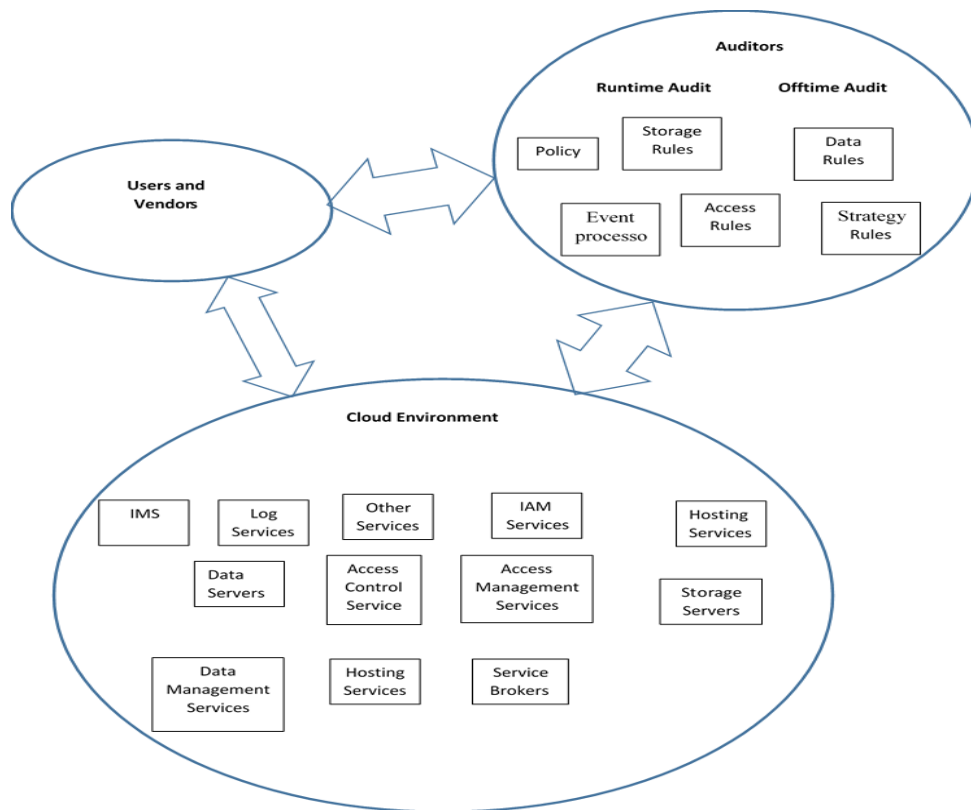 Auditors
Runtime Audit
Offtime Audit
Policy
Storage
Rules
Data
Rules
Event
processo
Access
Rules
Strategy
Rules
Users and
Vendors
Cloud Environment
IMS
Log
Services
Other
Services
IAM
Services
Hosting
Services
Data
Servers
Access
Control
Service
Access
Management
Services
Storage
Servers
Data
Management
Services
Hosting
Services
Service
Brokers